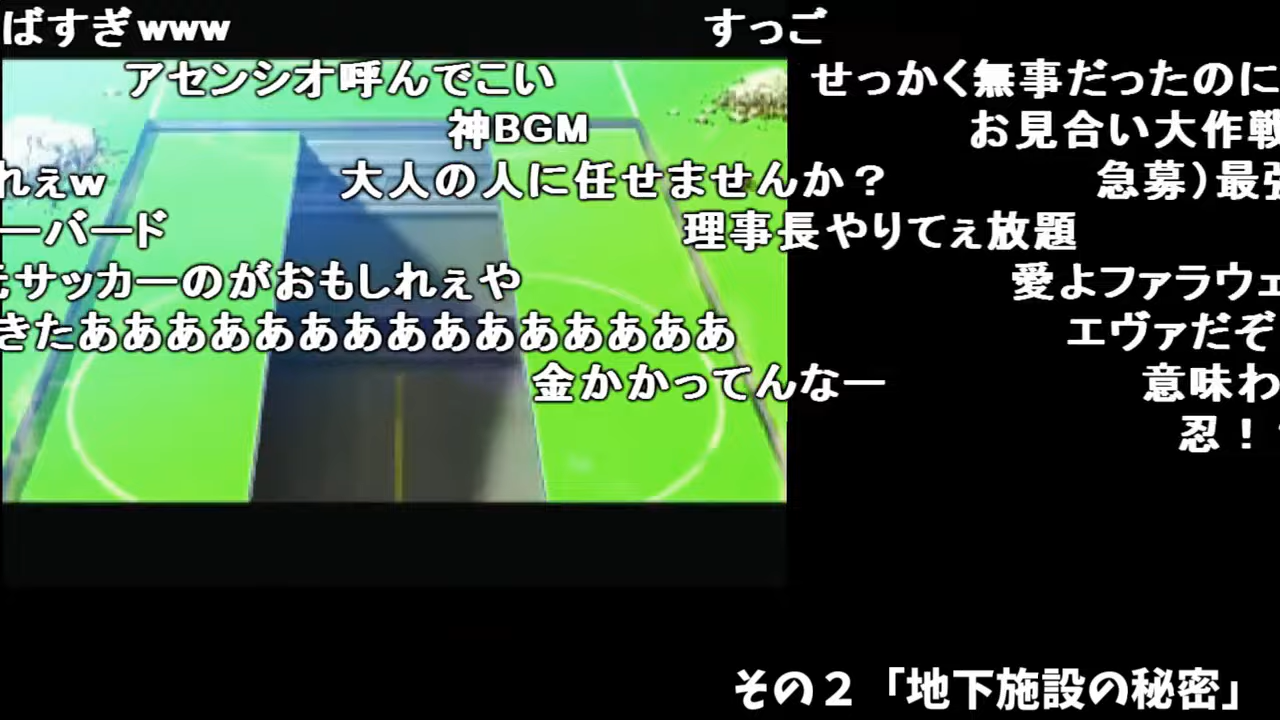 ばすぎwww
すっご
アセンシオ呼んでこい
せっかく無事だったのに
神BGM
お見合い大作戦
れぇw
大人の人に任せませんか？
急募）最強
ーバード
理事長やりてぇ放題
サッカーのがおもしれぇや
愛よファラウェ
きたあああああああああああああああ
エヴァだぞ
金かかってんなー
意味わ
忍！
その２「地下施設の秘密」